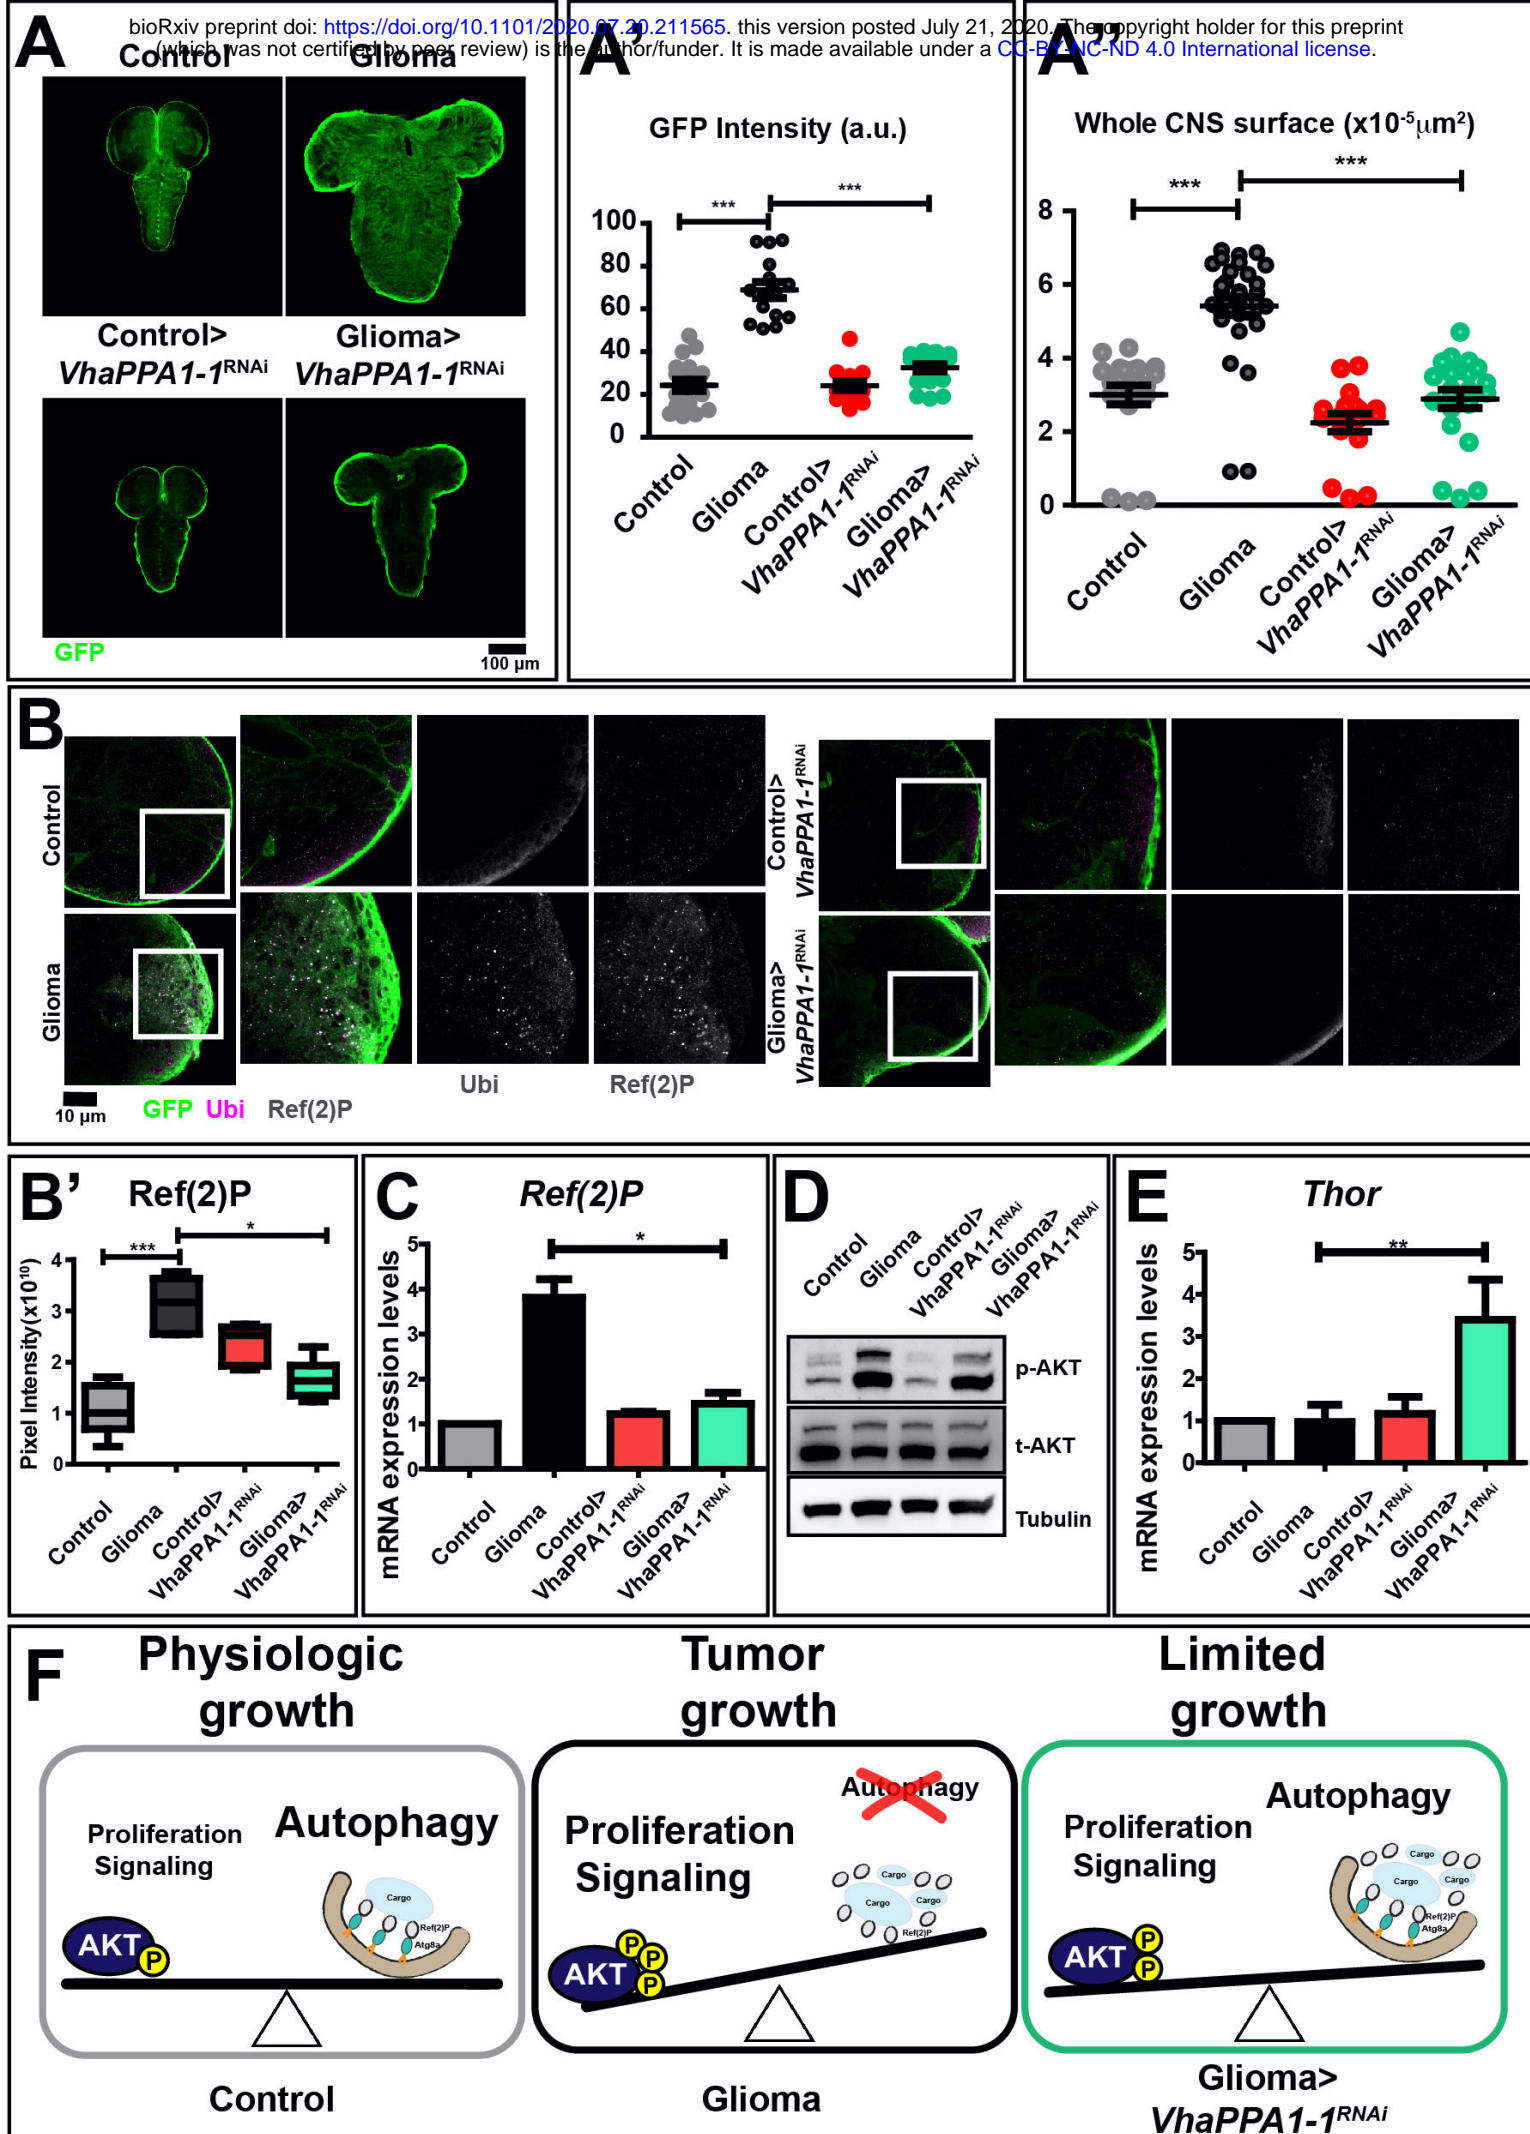 bioRxiv preprint doi: https://doi.org/10.1101/2020.07.20.211565. this version posted July 21, 2020. The copyright holder for this preprint
(which was not certified by peer review) is the author/funder. It is made available under a CC-BY-NC-ND 4.0 International license.
A
Control
Glioma
Control>
VhaPPA1-1RNAi
Glioma>
VhaPPA1-1RNAi
GFP
100 µm
A'
GFP Intensity (a.u.)
***
***
100
80
60
40
20
0
Control
Glioma
Control>
VhaPPA1-1RNAi
Glioma>
VhaPPA1-1RNAi
A''
Whole CNS surface (x10-5µm2)
***
***
8
6
4
2
0
Control
Glioma
Control>
VhaPPA1-1RNAi
Glioma>
VhaPPA1-1RNAi
B
Control
Glioma
Control>
VhaPPA1-1RNAi
Glioma>
VhaPPA1-1RNAi
Ubi
Ref(2)P
10 µm
GFP Ubi Ref(2)P
B'
Ref(2)P
Pixel Intensity(x1010)
***
*
4
3
2
1
0
Control
Glioma
Control>
VhaPPA1-1RNAi
Glioma>
VhaPPA1-1RNAi
C
Ref(2)P
mRNA expression levels
*
5
4
3
2
1
0
Control
Glioma
Control>
VhaPPA1-1RNAi
Glioma>
VhaPPA1-1RNAi
D
Control
Glioma
Control>
VhaPPA1-1RNAi
Glioma>
VhaPPA1-1RNAi
p-AKT
t-AKT
Tubulin
E
Thor
mRNA expression levels
**
5
4
3
2
1
0
Control
Glioma
Control>
VhaPPA1-1RNAi
Glioma>
VhaPPA1-1RNAi
F
Physiologic
growth
Proliferation
Signaling
Autophagy
Cargo
Ref(2)P
Atg8a
AKT
P
Control
Tumor
growth
Autophagy
Proliferation
Signaling
Cargo
Cargo
Cargo
Ref(2)P
AKT
P
P
P
Glioma
Limited
growth
Autophagy
Proliferation
Signaling
Cargo
Cargo
Cargo
Ref(2)P
Atg8a
AKT
P
P
Glioma>
VhaPPA1-1RNAi